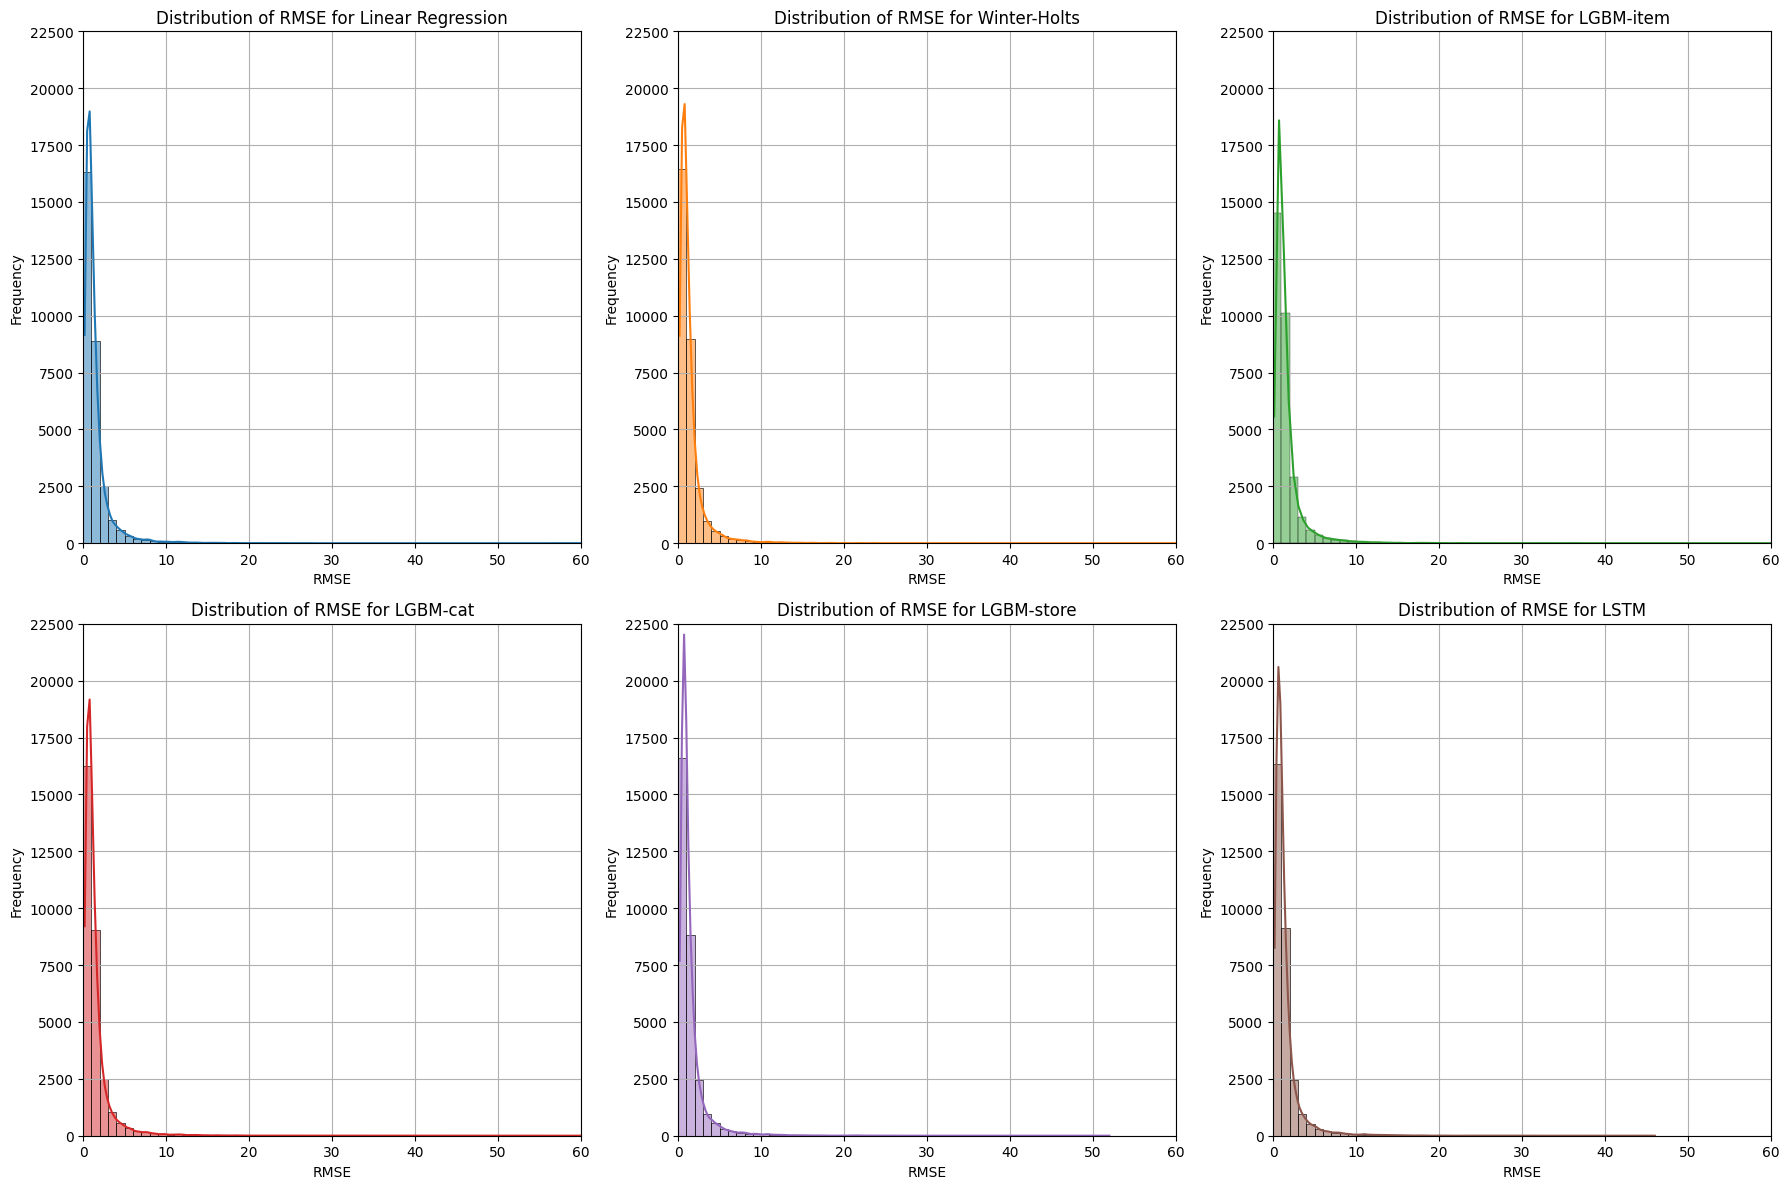 Distribution of RMSE for Linear Regression
22500
20000
17500
15000
12500
10000
7500
5000
2500
0
Frequency
0 10 20 30 40 50 60
RMSE
Distribution of RMSE for Winter-Holts
22500
20000
17500
15000
12500
10000
7500
5000
2500
0
Frequency
0 10 20 30 40 50 60
RMSE
Distribution of RMSE for LGBM-item
22500
20000
17500
15000
12500
10000
7500
5000
2500
0
Frequency
0 10 20 30 40 50 60
RMSE
Distribution of RMSE for LGBM-cat
22500
20000
17500
15000
12500
10000
7500
5000
2500
0
Frequency
0 10 20 30 40 50 60
RMSE
Distribution of RMSE for LGBM-store
22500
20000
17500
15000
12500
10000
7500
5000
2500
0
Frequency
0 10 20 30 40 50 60
RMSE
Distribution of RMSE for LSTM
22500
20000
17500
15000
12500
10000
7500
5000
2500
0
Frequency
0 10 20 30 40 50 60
RMSE